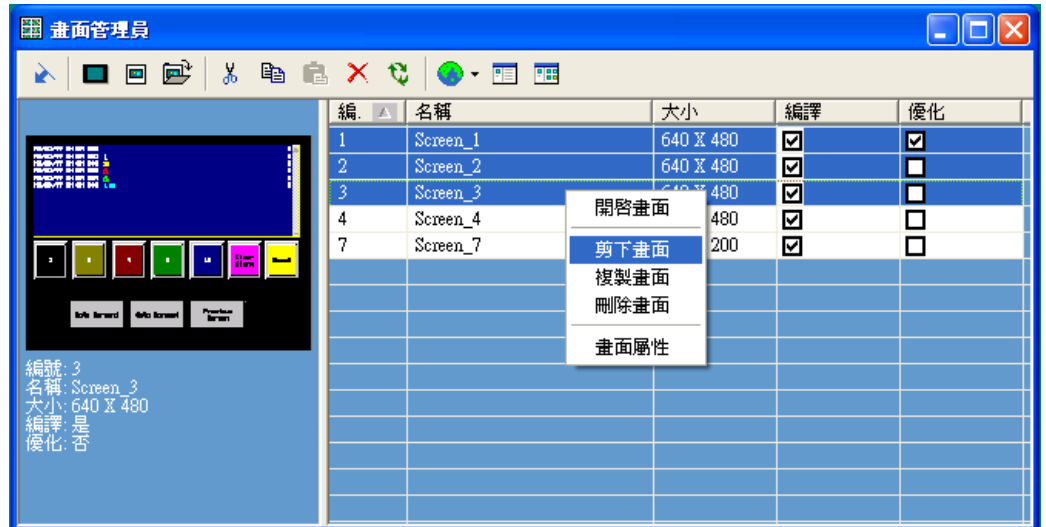 畫面管理員
編. 名稱 大小 編譯 優化
1 Screen_1 640 X 480
2 Screen_2 640 X 480
3 Screen_3 480
4 Screen_4 480
7 Screen_7 200
開啓畫面
剪下畫面
複製畫面
刪除畫面
畫面屬性
編號: 3
名稱: Screen_3
大小: 640 X 480
編譯: 是
優化: 否